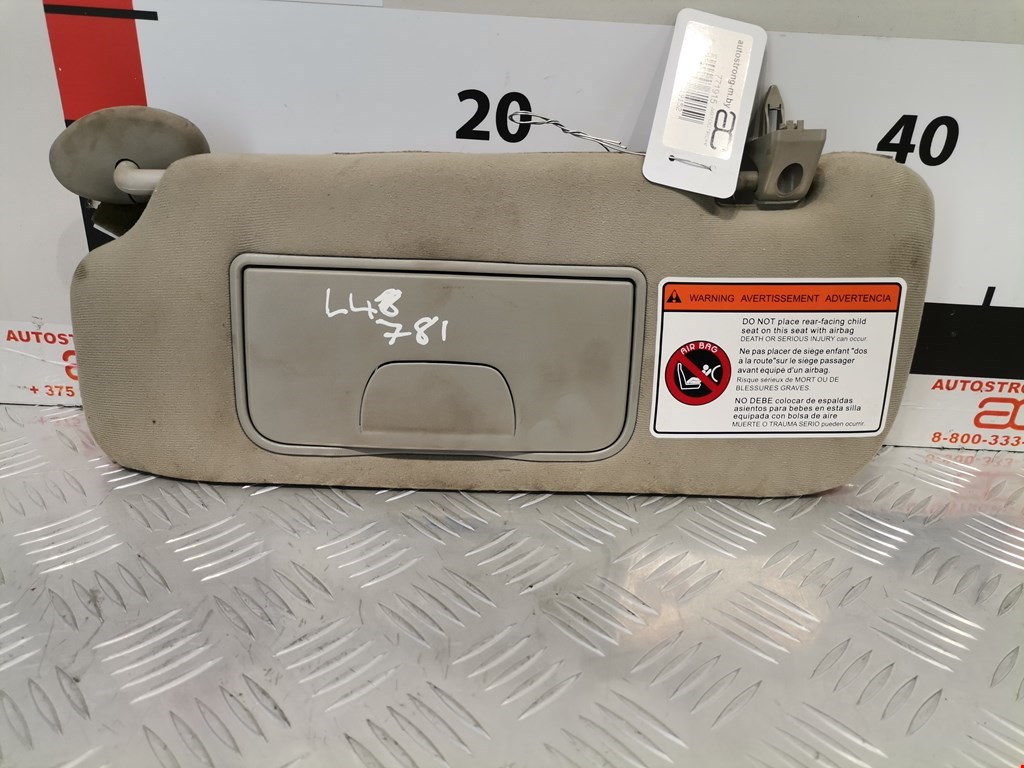 20
40
autostrong-m.by
771915
L48
781
WARNING AVERTISSEMENT ADVERTENCIA
DO NOT place rear-facing child
seat on this seat with airbag
DEATH OR SERIOUS INJURY can occur.
AIR BAG
Ne pas placer de siege enfant "dos
a la route"sur le siege passager
avant équipé d'un airbag.
Risque serieux de MORT OU DE
BLESSURES GRAVES
NO DEBE colocar de espaldas
asientos para bebes en esta silla
equipada con bolsa de aire
MUERTE O TRAUMA SERIO pueden ocurrir.
AUTOSTRO
+ 375
AUTOSTRO
8-800-333-